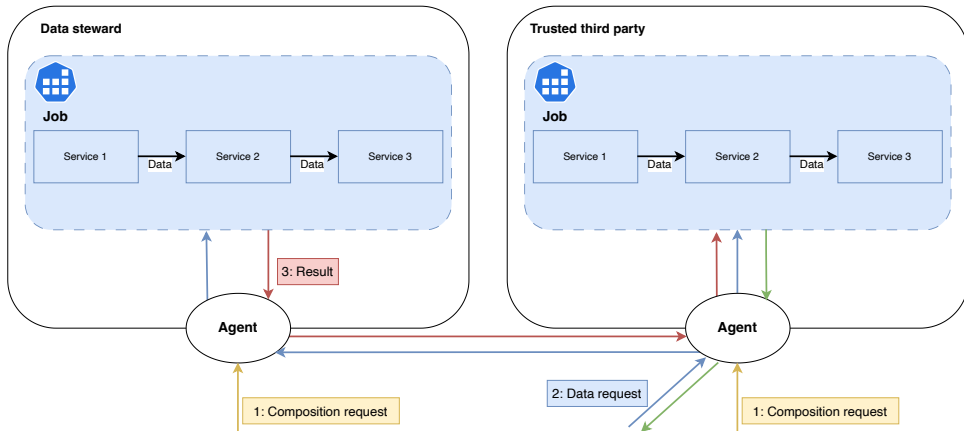 Data steward
Job
Service 1
Data
Service 2
Data
Service 3
3: Result
Agent
1: Composition request
Trusted third party
Job
Service 1
Data
Service 2
Data
Service 3
Agent
2: Data request
1: Composition request